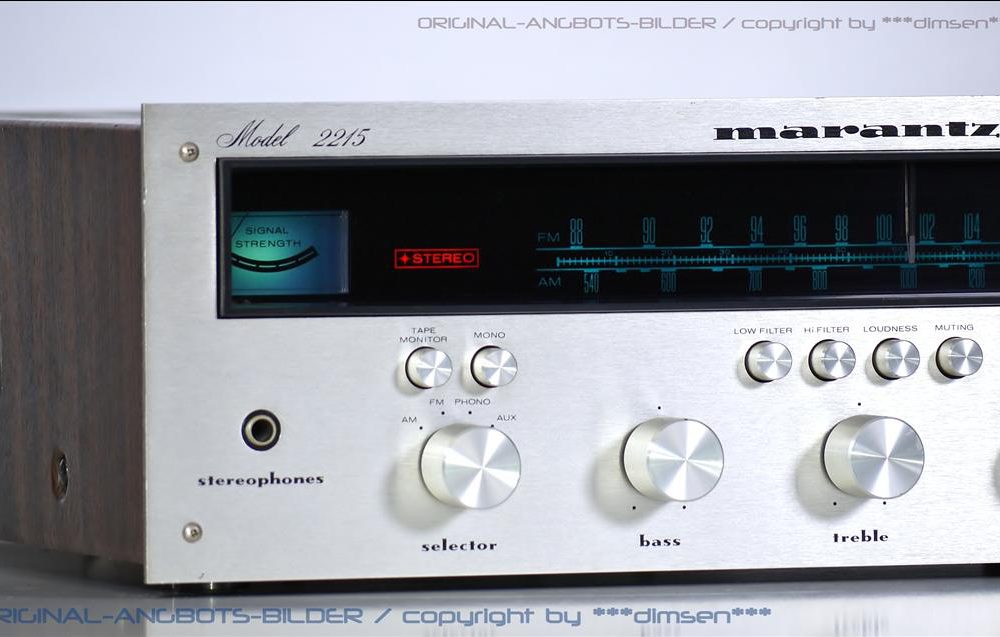 ORIGINAL-ANGBOTS-BILDER / copyright by ***dimsen**
Model 2215
marantz
SIGNAL
STRENGTH
STEREO
FM 88 90 92 94 96 98 100 102 104
AM 540 600 700 800 1000 1200
TAPE
MONITOR
MONO
LOW FILTER
Hi FILTER
LOUDNESS
MUTING
AM
FM
PHONO
AUX
stereophones
selector
bass
treble
RIGINAL-ANGBOTS-BILDER / copyright by ***dimsen***